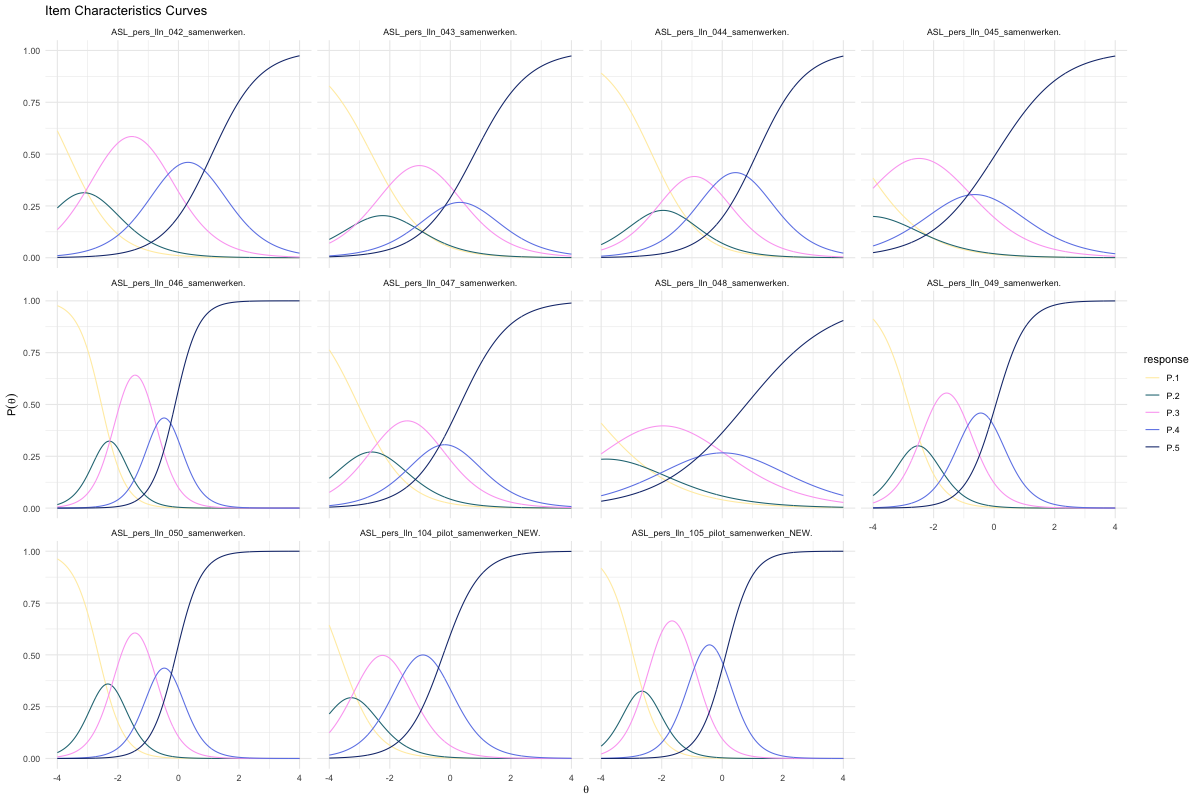 Item Characteristics Curves
ASL_pers_lln_042_samenwerken.
ASL_pers_lln_043_samenwerken.
ASL_pers_lln_044_samenwerken.
ASL_pers_lln_045_samenwerken.
1.00
0.75
0.50
0.25
0.00
ASL_pers_lln_046_samenwerken.
ASL_pers_lln_047_samenwerken.
ASL_pers_lln_048_samenwerken.
ASL_pers_lln_049_samenwerken.
1.00
0.75
0.50
0.25
0.00
-4 -2 0 2 4
P(θ)
response
P.1
P.2
P.3
P.4
P.5
ASL_pers_lln_050_samenwerken.
ASL_pers_lln_104_pilot_samenwerken_NEW.
ASL_pers_lln_105_pilot_samenwerken_NEW.
1.00
0.75
0.50
0.25
0.00
-4 -2 0 2 4
-4 -2 0 2 4
-4 -2 0 2 4
θ